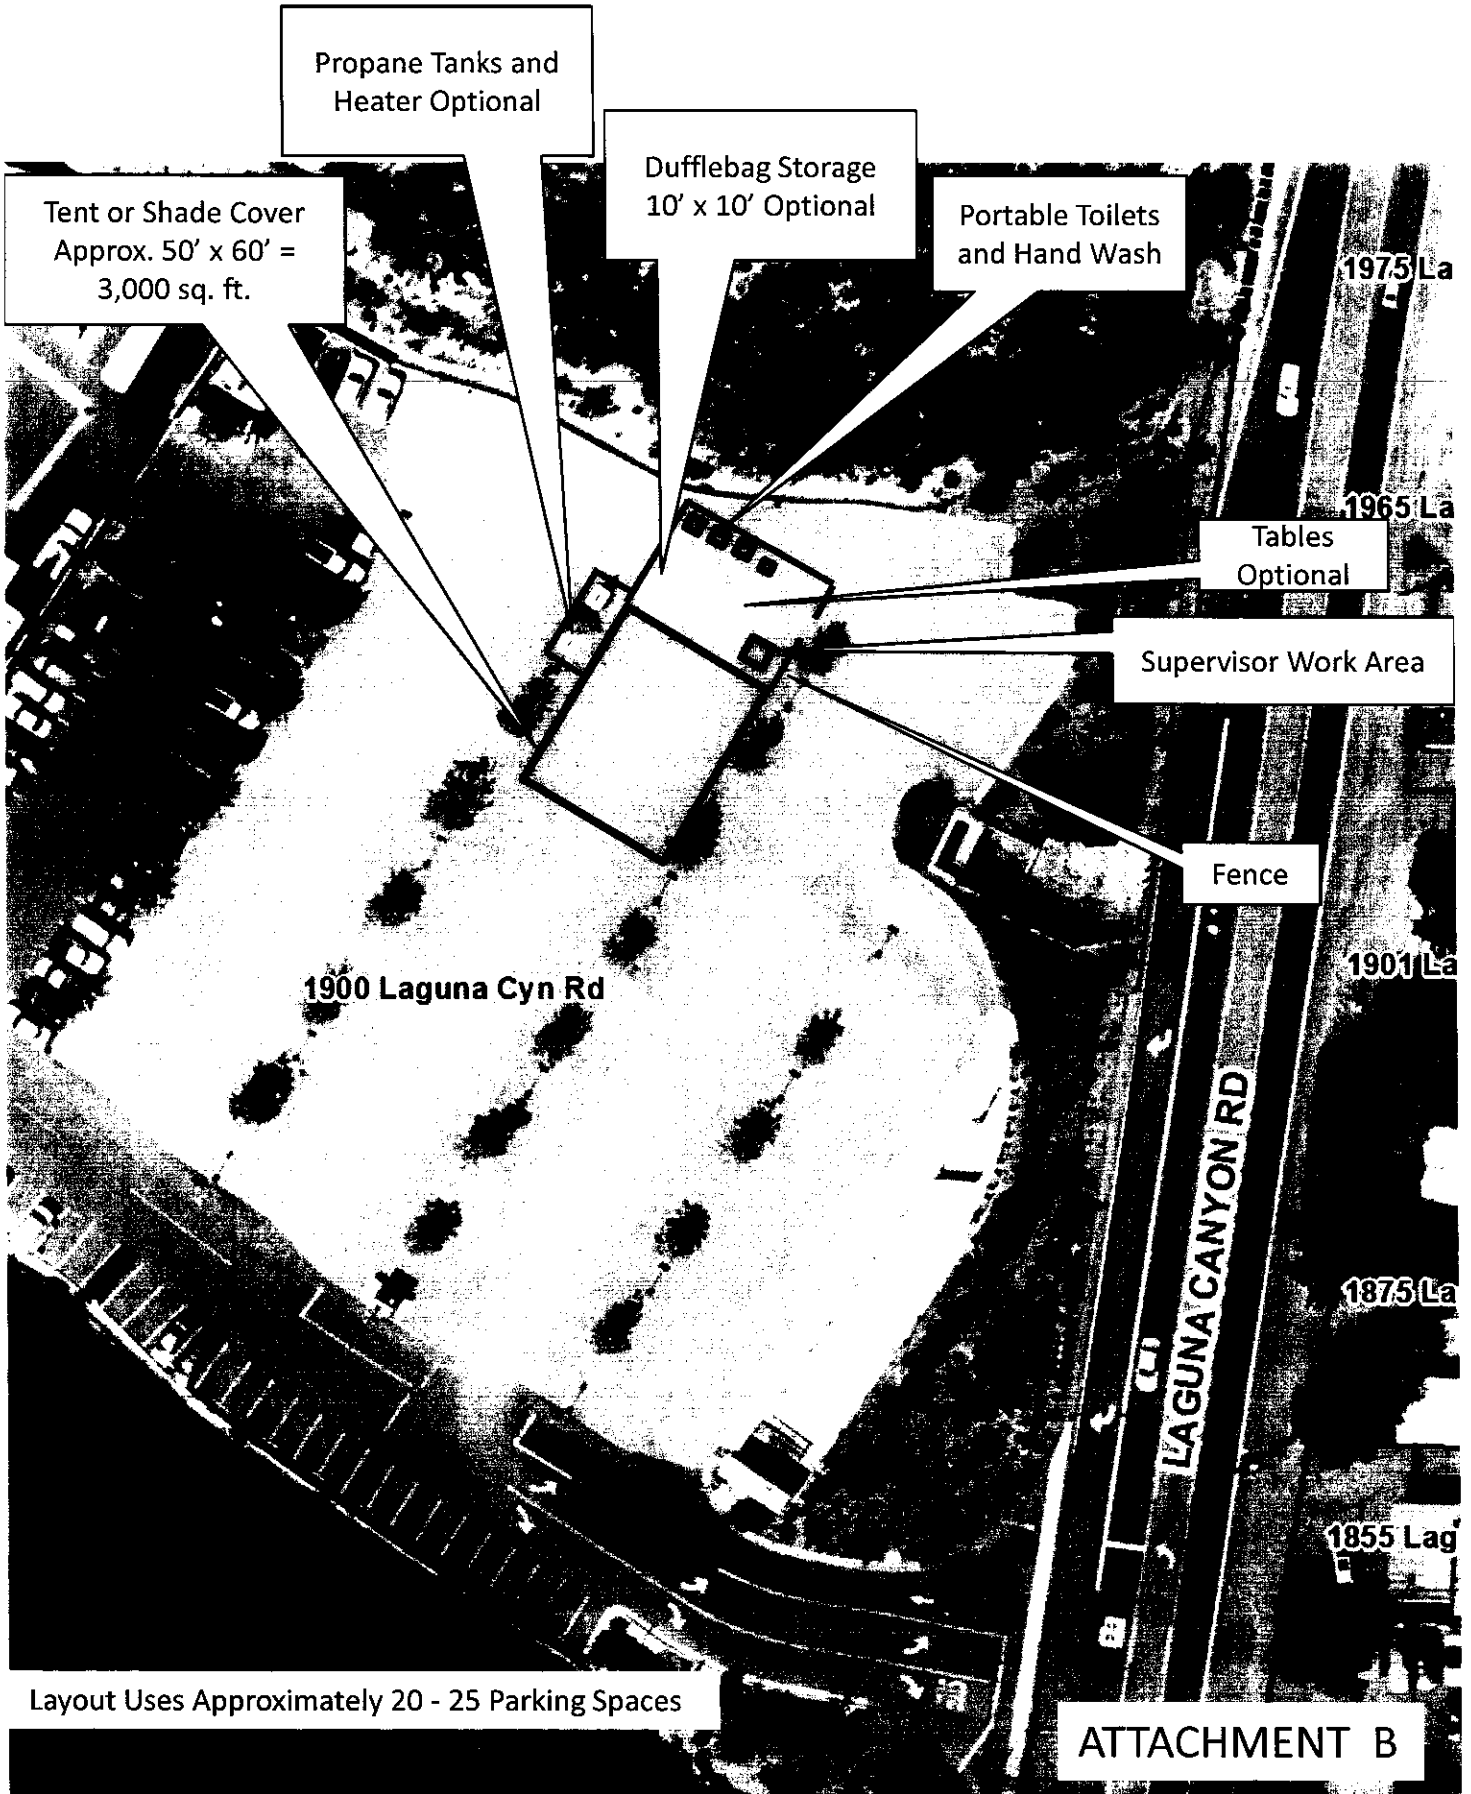 Propane Tanks and
Heater Optional
Dufflebag Storage
10' x 10' Optional
Tent or Shade Cover
Approx. 50' x 60' =
3,000 sq. ft.
Portable Toilets
and Hand Wash
1975 La
1965 La
Tables
Optional
Supervisor Work Area
Fence
1901 La
1900 Laguna Cyn Rd
LAGUNA CANYON RD
1875 La
1855 Lag
Layout Uses Approximately 20 - 25 Parking Spaces
ATTACHMENT B